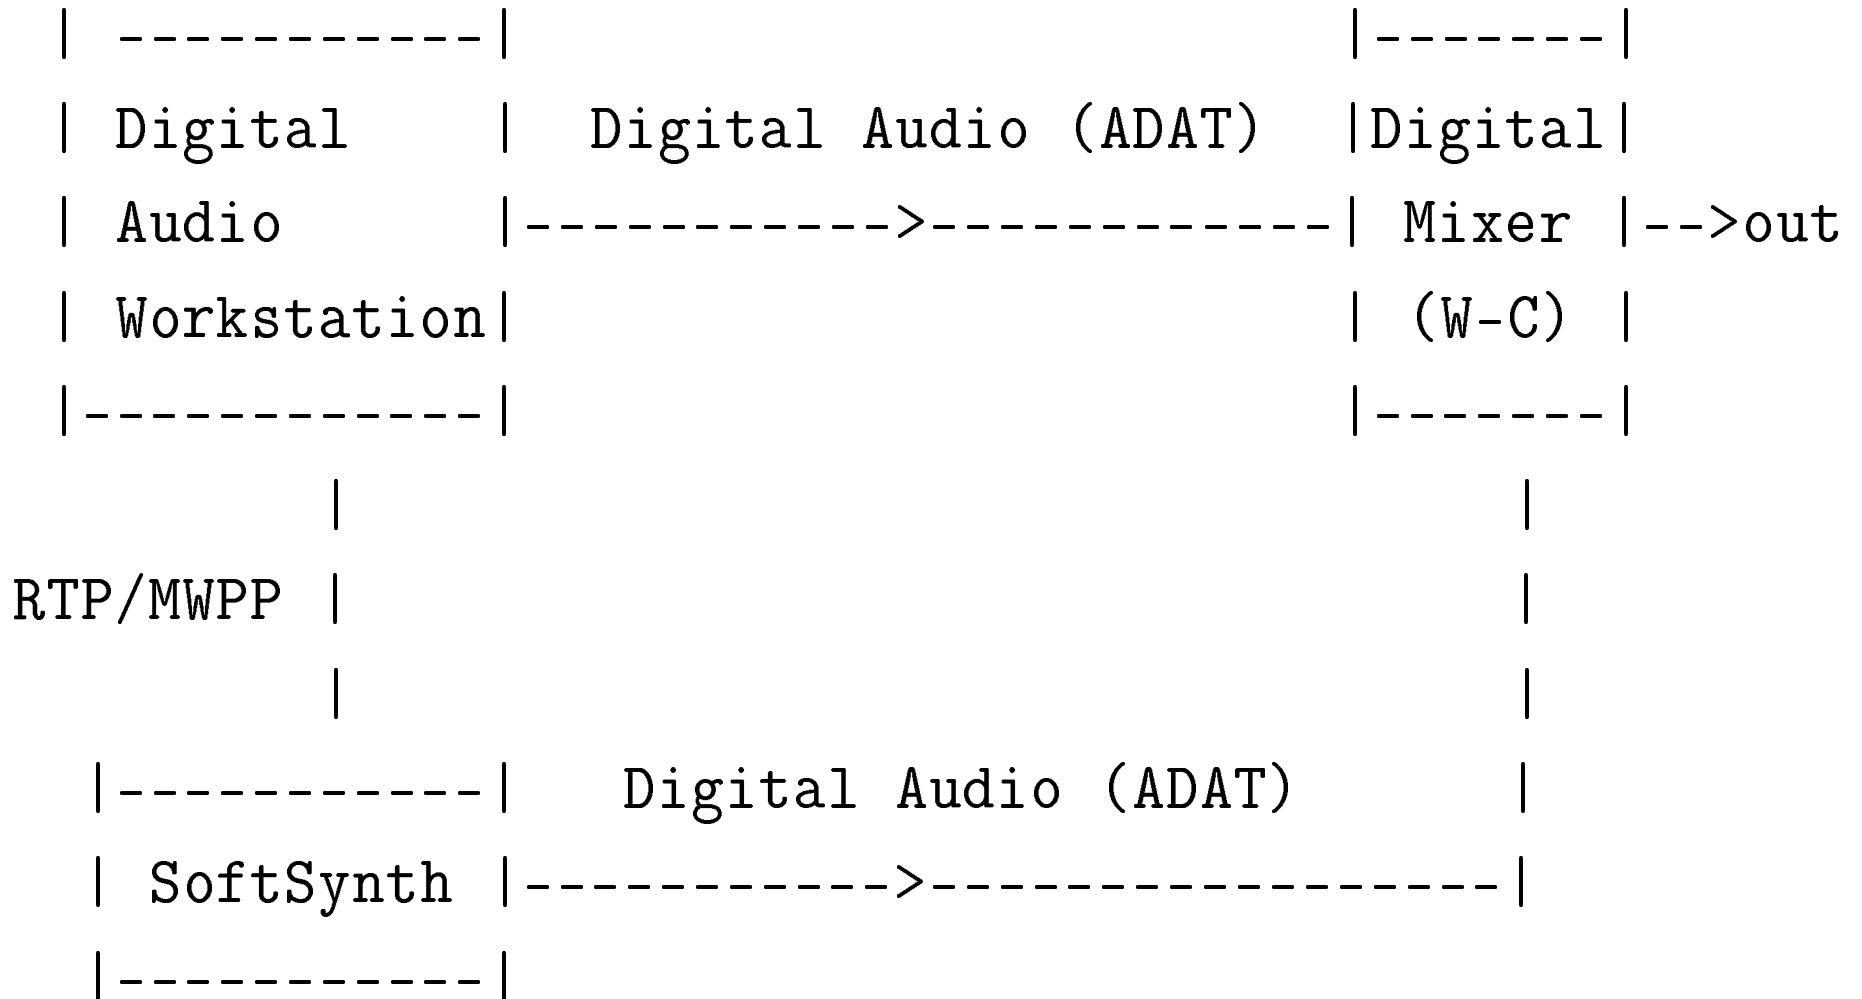 | -----------| |-------|
| Digital | Digital Audio (ADAT) |Digital|
| Audio |----------->------------| Mixer |-->out
| Workstation| | (W-C) |
|------------| |-------|
| |
RTP/MWPP | |
| |
|-----------| Digital Audio (ADAT) |
| SoftSynth |----------->-----------------|
|-----------|